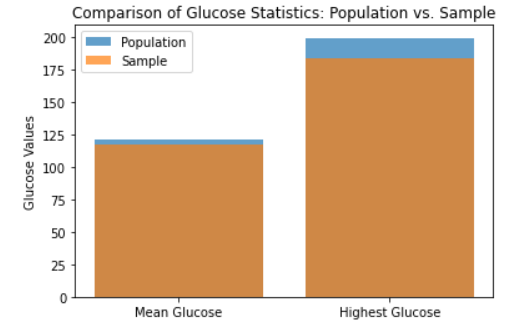 Comparison of Glucose Statistics: Population vs. Sample
Population
Sample
Glucose Values
200
175
150
125
100
75
50
25
0
Mean Glucose
Highest Glucose